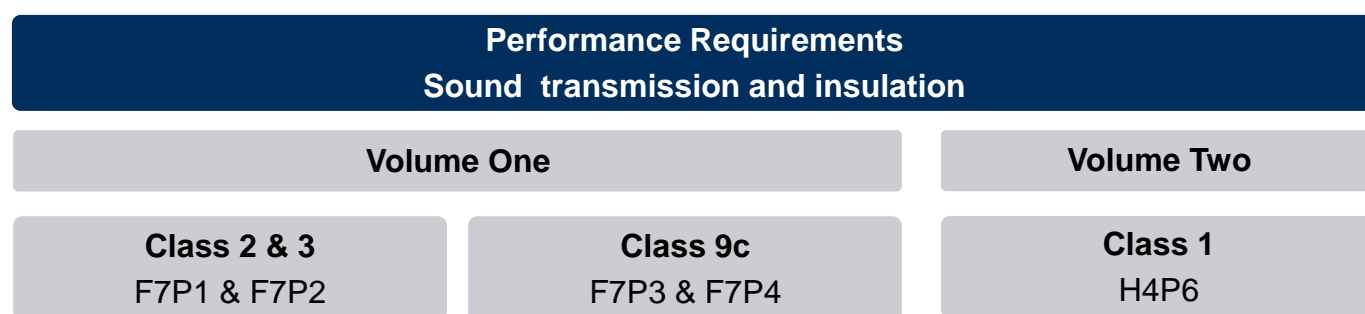 Performance Requirements
Sound transmission and insulation
Volume One
Volume Two
Class 2 & 3
F7P1 & F7P2
Class 9c
F7P3 & F7P4
Class 1
H4P6